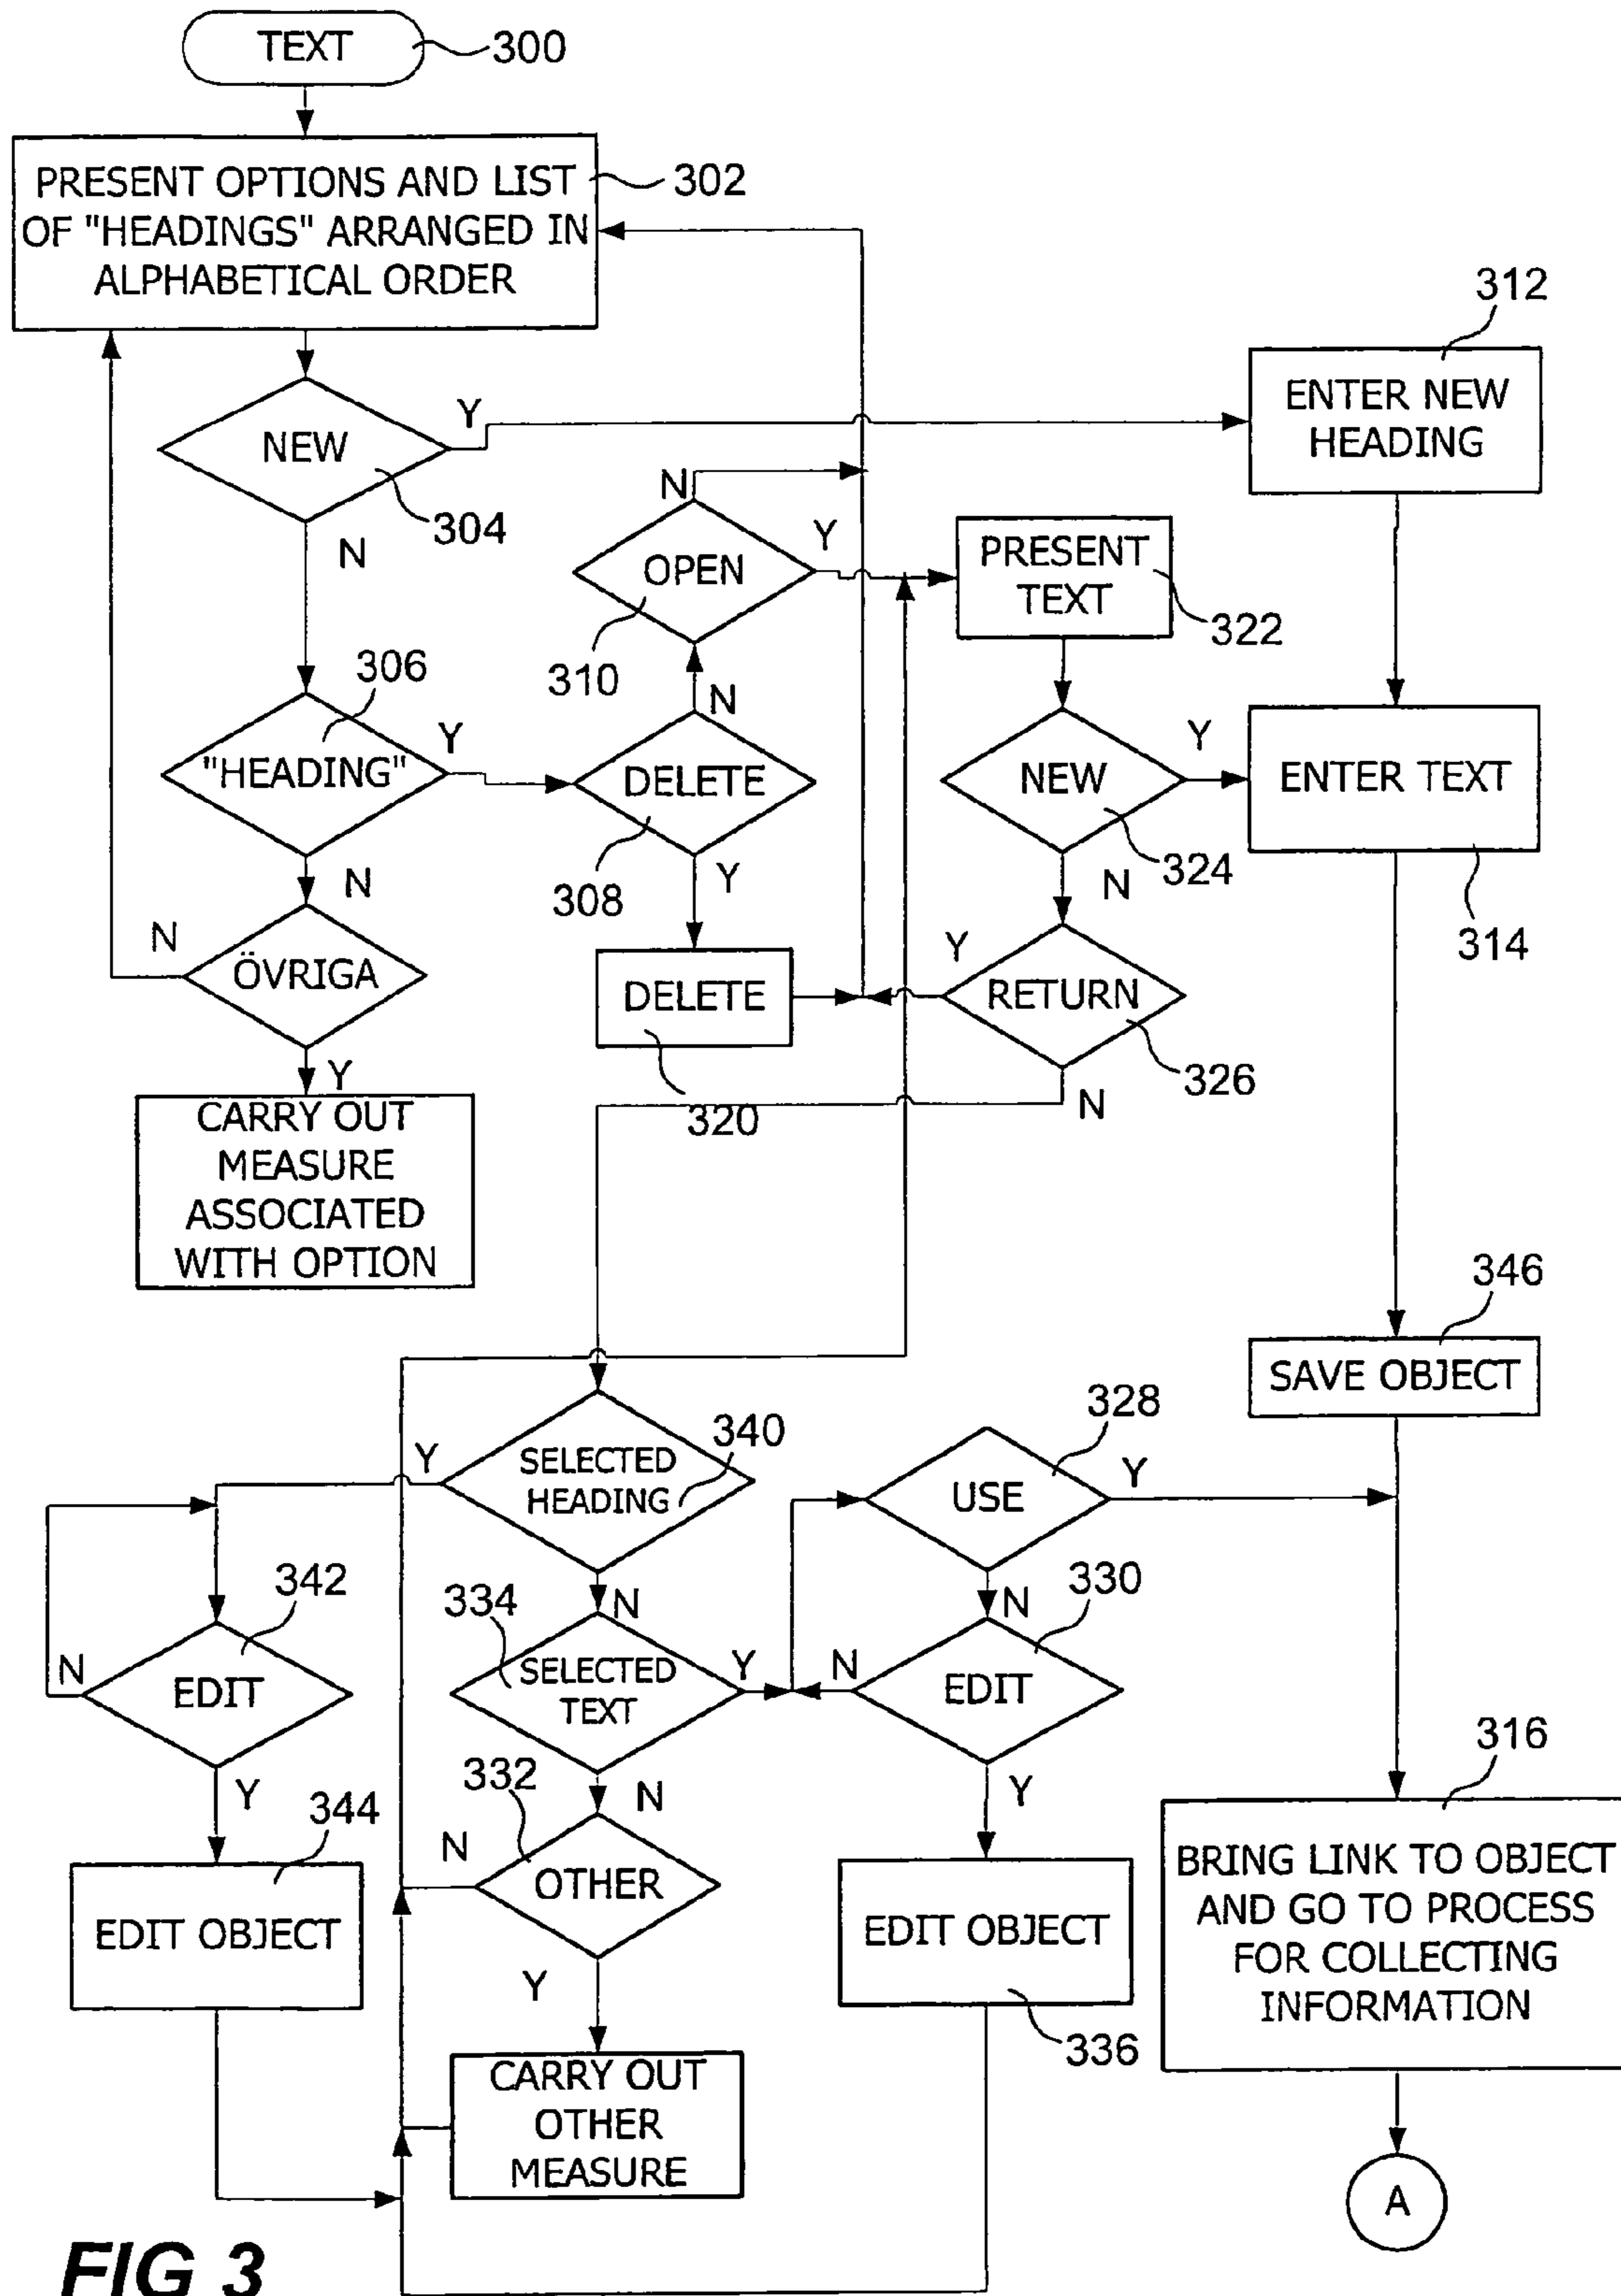 TEXT
300
PRESENT OPTIONS AND LIST
OF "HEADINGS" ARRANGED IN
ALPHABETICAL ORDER
302
312
ENTER NEW
HEADING
NEW
Y
304
N
N
OPEN
Y
310
PRESENT
TEXT
322
306
"HEADING"
Y
N
DELETE
308
Y
NEW
Y
324
N
ENTER TEXT
314
N
N
ÖVRIGA
Y
DELETE
320
Y
RETURN
326
N
CARRY OUT
MEASURE
ASSOCIATED
WITH OPTION
346
SAVE OBJECT
340
Y
SELECTED
HEADING
N
328
USE
Y
N
342
N
EDIT
Y
334
SELECTED
TEXT
Y
N
330
N
EDIT
Y
316
BRING LINK TO OBJECT
AND GO TO PROCESS
FOR COLLECTING
INFORMATION
344
EDIT OBJECT
332
N
OTHER
Y
EDIT OBJECT
336
CARRY OUT
OTHER
MEASURE
A
FIG 3